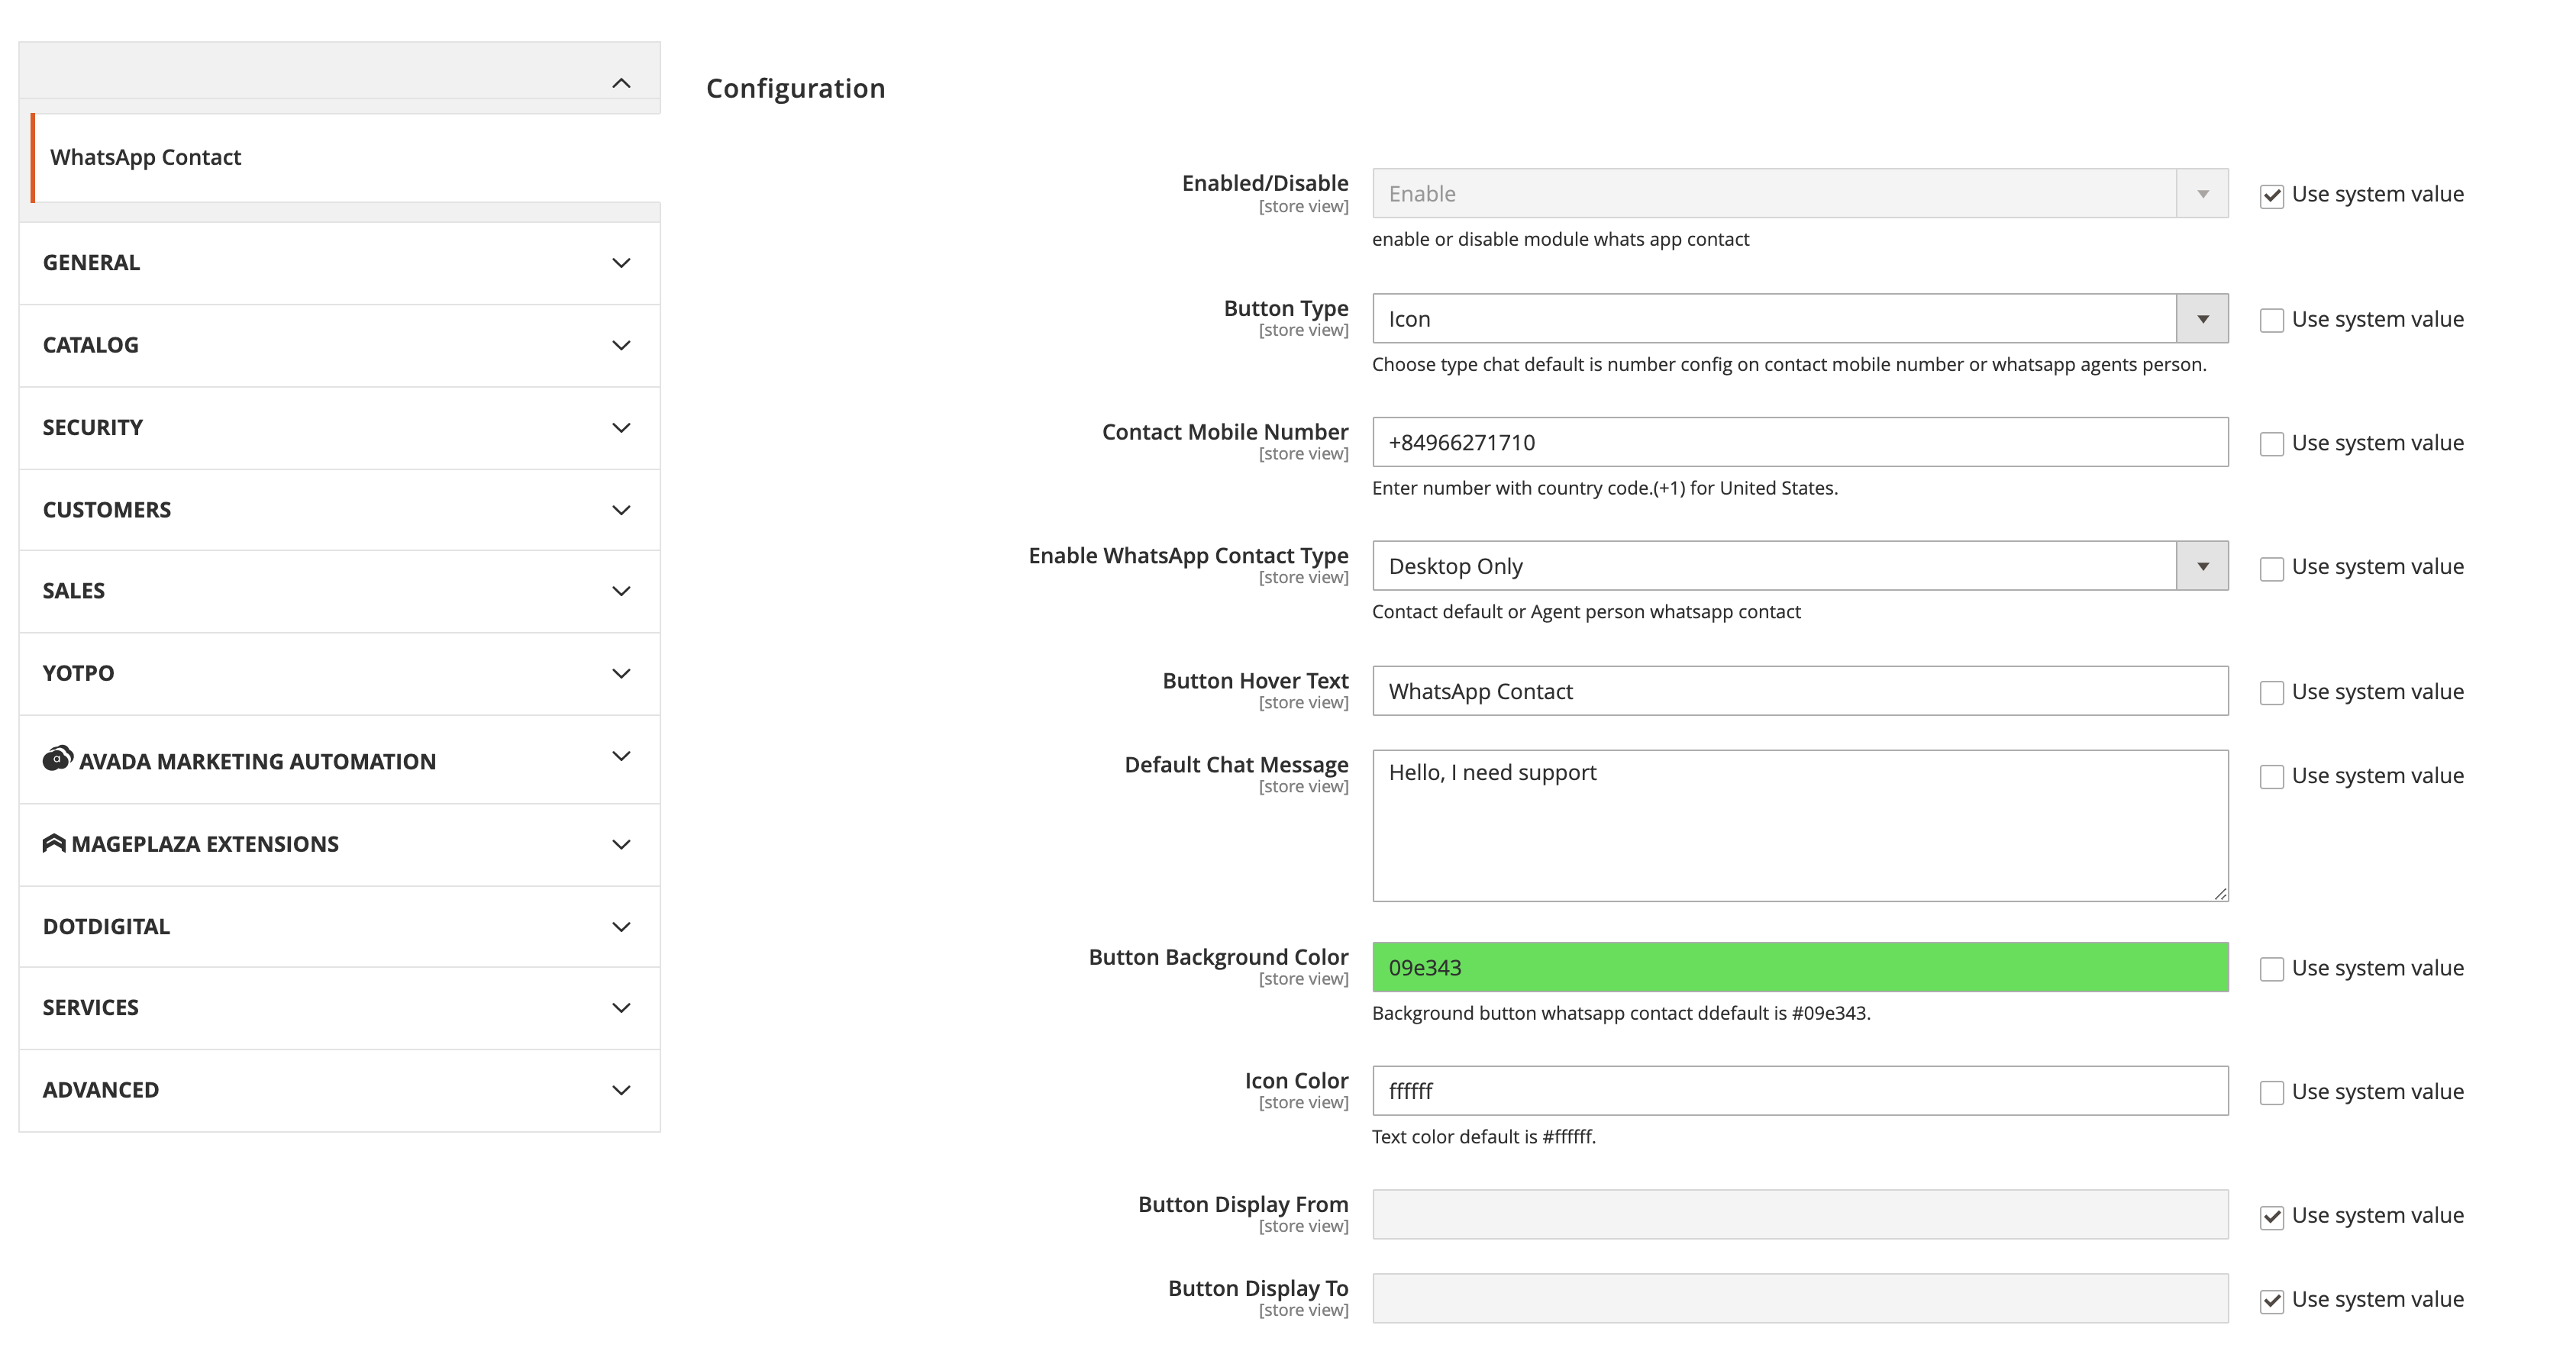 WhatsApp Contact
GENERAL
CATALOG
SECURITY
CUSTOMERS
SALES
YOTPO
AVADA MARKETING AUTOMATION
MAGEPLAZA EXTENSIONS
DOTDIGITAL
SERVICES
ADVANCED
Configuration
Enabled/Disable
[store view]
Enable
Use system value
enable or disable module whats app contact
Button Type
[store view]
Icon
Use system value
Choose type chat default is number config on contact mobile number or whatsapp agents person.
Contact Mobile Number
[store view]
+84966271710
Use system value
Enter number with country code.(+1) for United States.
Enable WhatsApp Contact Type
[store view]
Desktop Only
Use system value
Contact default or Agent person whatsapp contact
Button Hover Text
[store view]
WhatsApp Contact
Use system value
Default Chat Message
[store view]
Hello, I need support
Use system value
Button Background Color
[store view]
09e343
Use system value
Background button whatsapp contact ddefault is #09e343.
Icon Color
[store view]
ffffff
Use system value
Text color default is #ffffff.
Button Display From
[store view]
Use system value
Button Display To
[store view]
Use system value